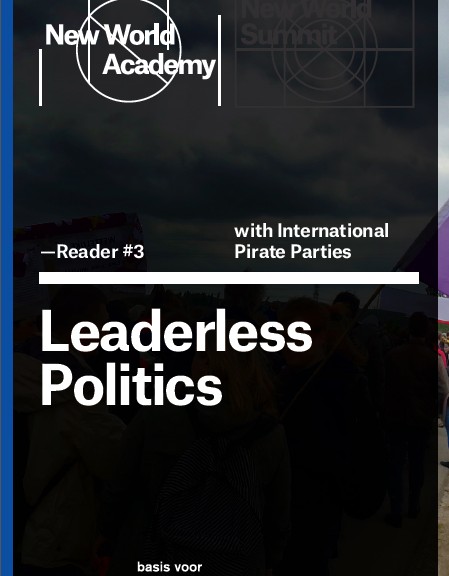 New World
Academy
New World
Summit
—Reader #3
with International
Pirate Parties
Leaderless
Politics
basis voor